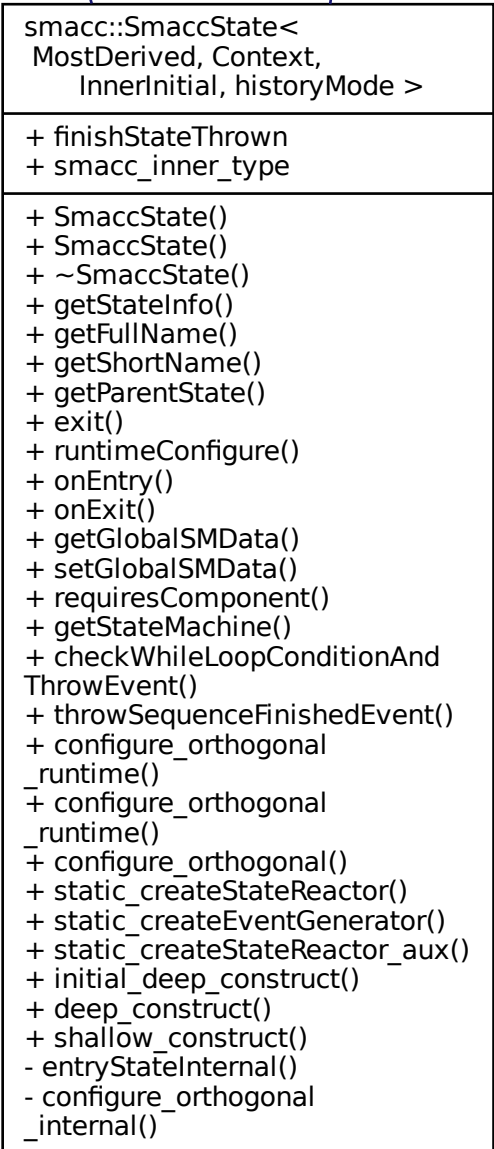 smacc::SmaccState<
MostDerived, Context,
InnerInitial, historyMode >
+ finishStateThrown
+ smacc_inner_type
+ SmaccState()
+ SmaccState()
+ ~SmaccState()
+ getStateInfo()
+ getFullName()
+ getShortName()
+ getParentState()
+ exit()
+ runtimeConfigure()
+ onEntry()
+ onExit()
+ getGlobalSMData()
+ setGlobalSMData()
+ requiresComponent()
+ getStateMachine()
+ checkWhileLoopConditionAnd
ThrowEvent()
+ throwSequenceFinishedEvent()
+ configure_orthogonal
_runtime()
+ configure_orthogonal
_runtime()
+ configure_orthogonal()
+ static_createStateReactor()
+ static_createEventGenerator()
+ static_createStateReactor_aux()
+ initial_deep_construct()
+ deep_construct()
+ shallow_construct()
- entryStateInternal()
- configure_orthogonal
_internal()